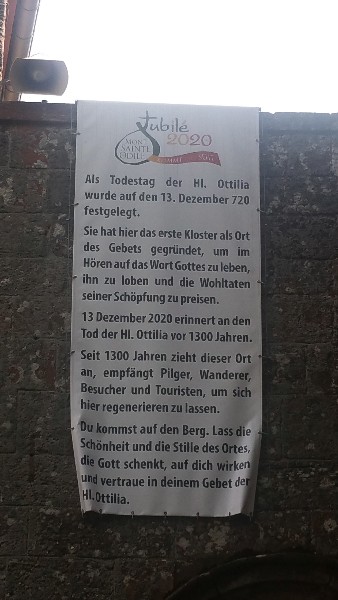 Jubilé
2020
MONT
SAINTE
ODILE
Als Todestag der Hl. Ottilia
wurde auf den 13. Dezember 720
festgelegt.
Sie hat hier das erste Kloster als Ort
des Gebets gegründet, um im
Hören auf das Wort Gottes zu leben,
ihn zu loben und die Wohltaten
seiner Schöpfung zu preisen.
13 Dezember 2020 erinnert an den
Tod der Hl. Ottilia vor 1300 Jahren.
Seit 1300 Jahren zieht dieser Ort
an, empfängt Pilger, Wanderer,
Besucher und Touristen, um sich
hier regenerieren zu lassen.
Du kommst auf den Berg. Lass die
Schönheit und die Stille des Ortes,
die Gott schenkt, auf dich wirken
und vertraue in deinem Gebet der
Hl. Ottilia.